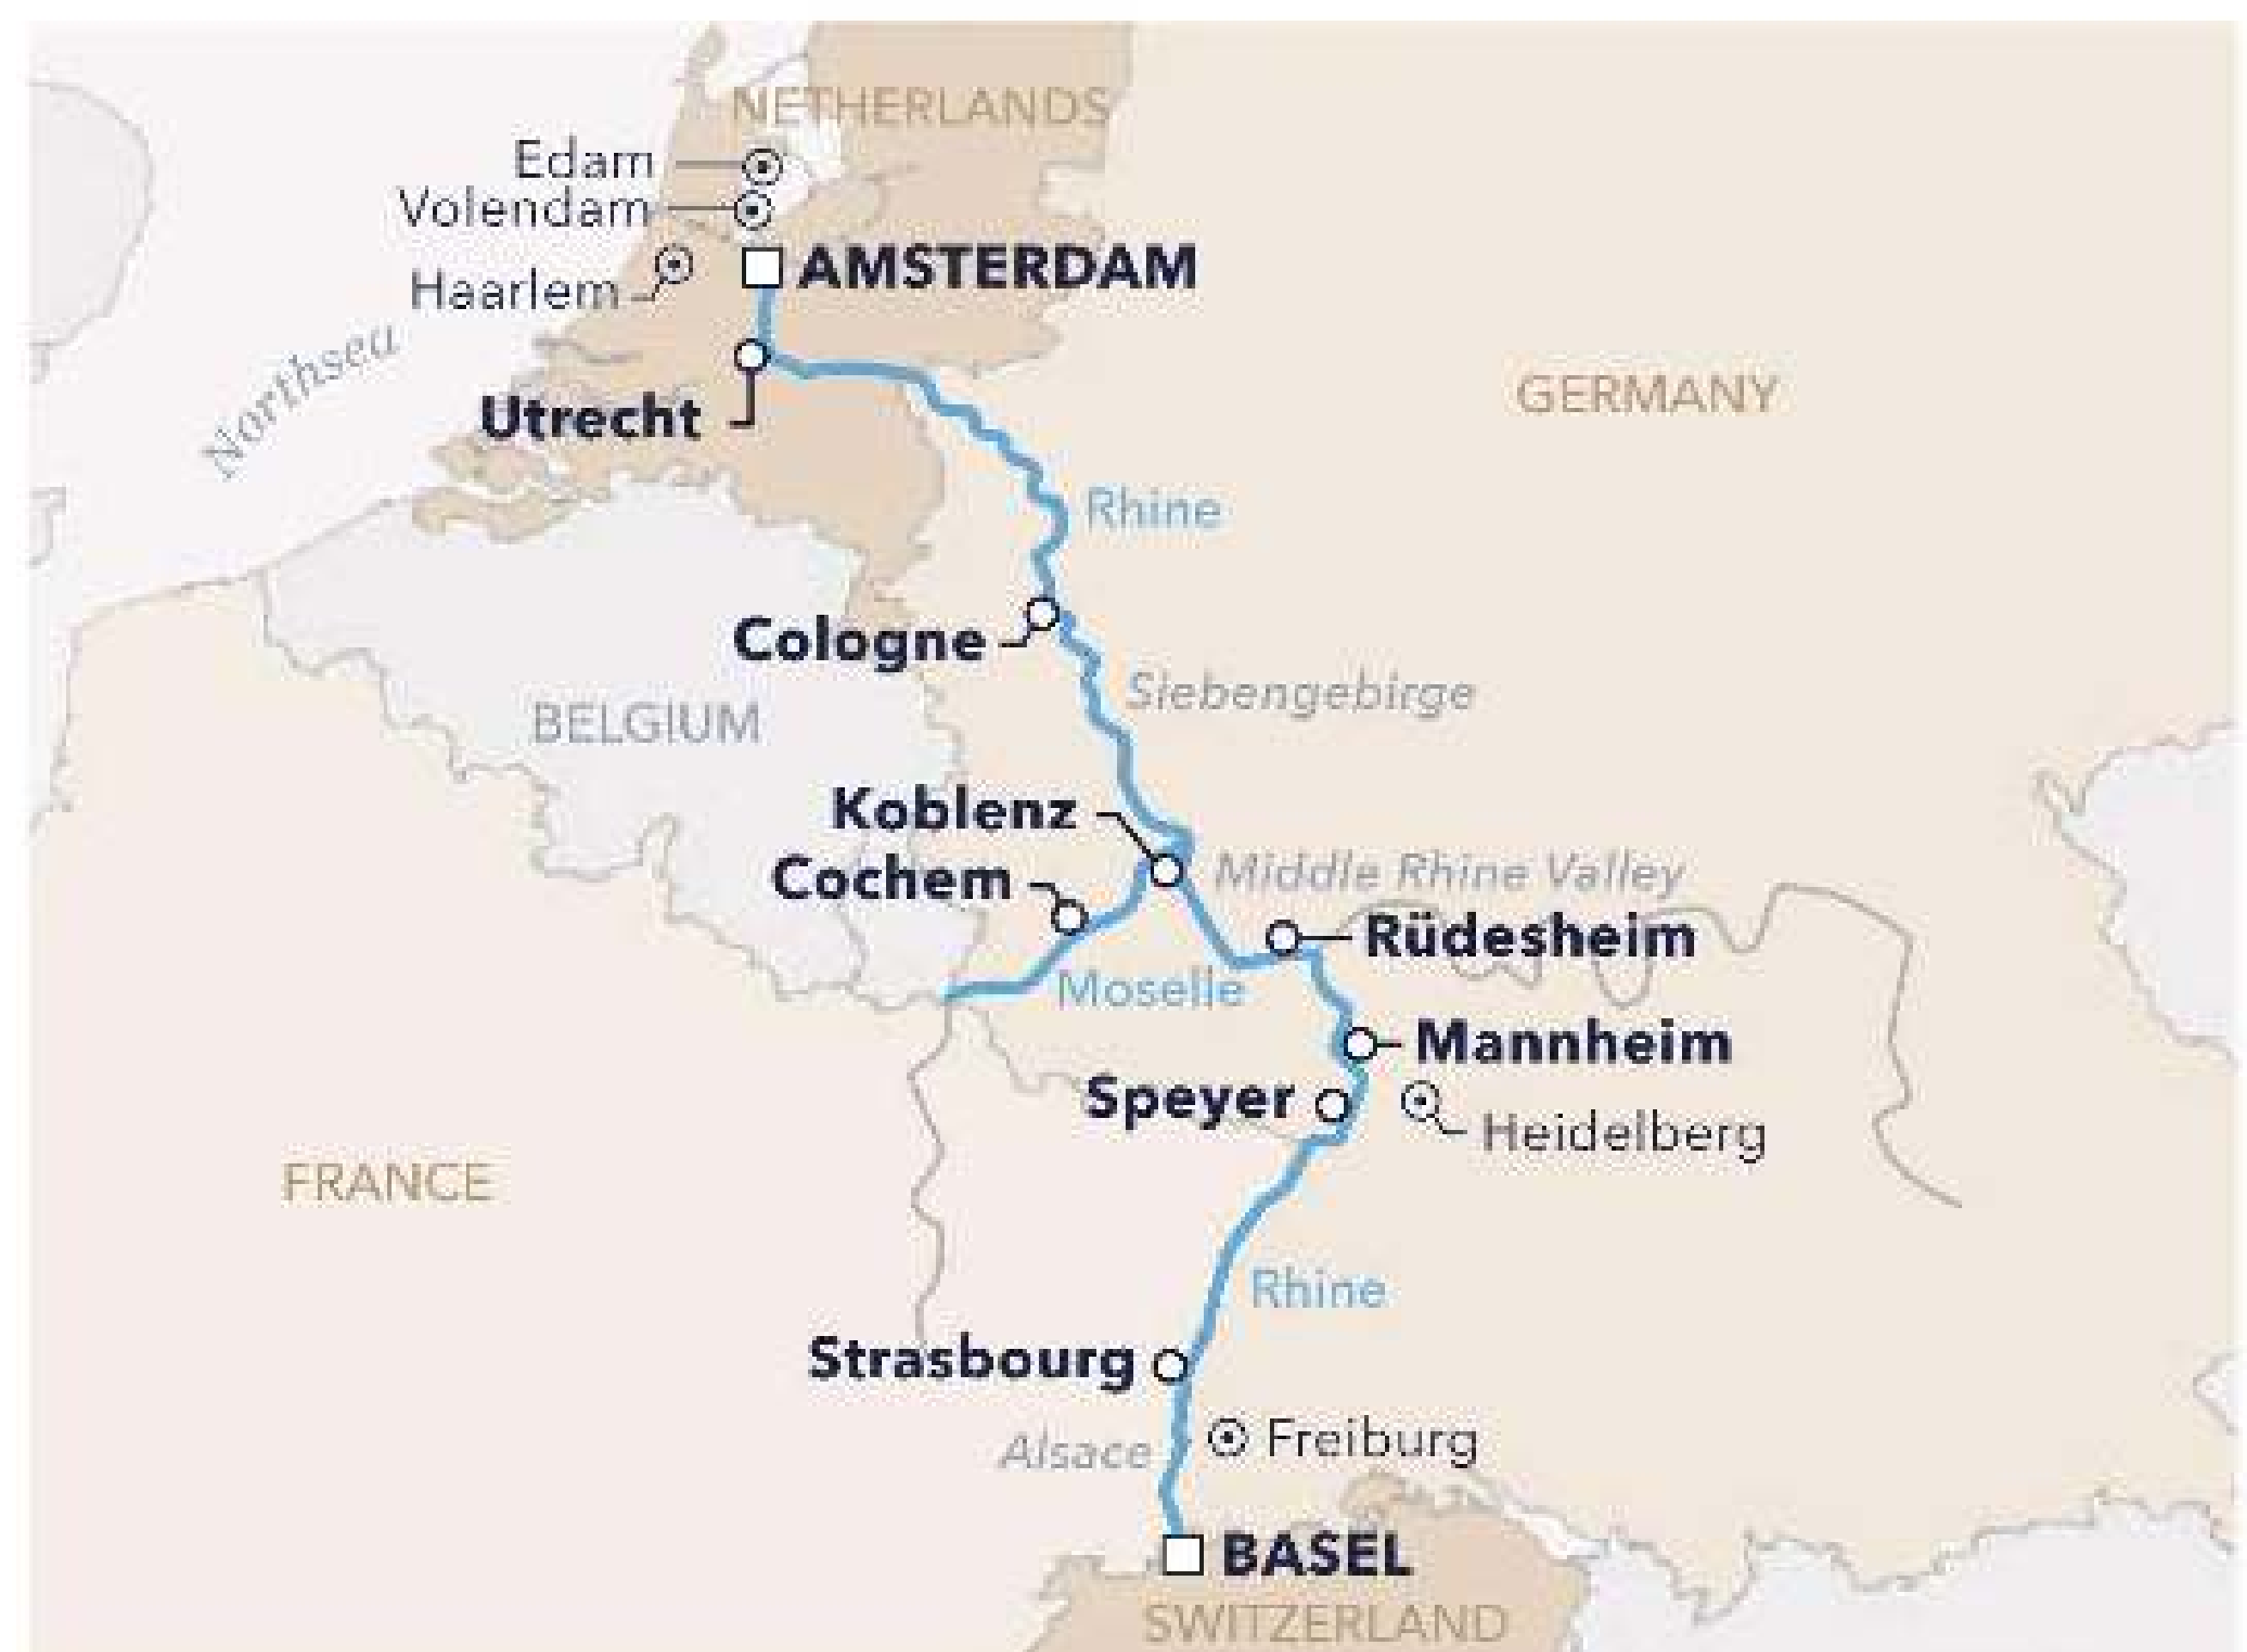 NETHERLANDS
Edam
Volendam
AMSTERDAM
Haarlem
Northsea
Utrecht
GERMANY
Rhine
Cologne
Siebengebirge
BELGIUM
Koblenz
Cochem
Middle Rhine Valley
Rüdesheim
Moselle
Mannheim
Speyer
Heidelberg
FRANCE
Rhine
Strasbourg
Alsace
Freiburg
BASEL
SWITZERLAND